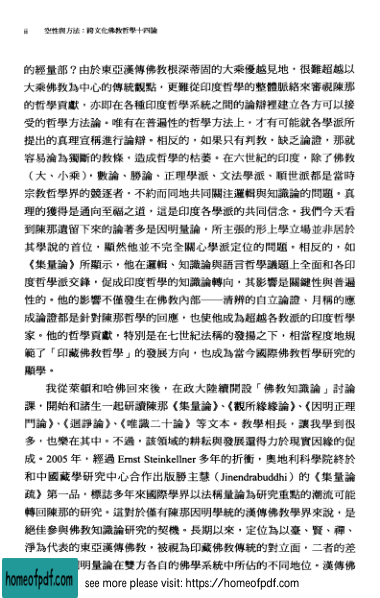 ii 空性與方法：跨文化佛教哲學十四論
的經量部？由於東亞漢傳佛教根深蒂固的大乘優越見地，很難超越以
大乘佛教為中心的傳統觀點，更難從印度哲學的整體脈絡來審視陳那
的哲學貢獻，亦即在各種印度哲學系統之間的論辯裡建立各方可以接
受的哲學方法論。唯有在普遍性的哲學方法上，才有可能就各學派所
提出的真理宣稱進行論辯。相反的，如果只有判教，缺乏論證，那就
容易淪為獨斷的教條，造成哲學的枯萎。在六世紀的印度，除了佛教
（大、小乘），數論、勝論、正理學派、文法學派、順世派都是當時
宗教哲學界的競逐者，不約而同地共同關注邏輯與知識論的問題。真
理的獲得是通向至福之道，這是印度各學派的共同信念。我們今天看
到陳那遺留下來的論著多是因明量論，所主張的形上學立場並非居於
其學說的首位，顯然他並不完全關心學派定位的問題。相反的，如
《集量論》所顯示，他在邏輯、知識論與語言哲學議題上全面和各印
度學派交鋒，促成印度哲學的知識論轉向，其影響是關鍵性與普遍
性的。他的影響不僅發生在佛教內部──清辨的自立論證、月稱的應
成論證都是針對陳那哲學的回應，也使他成為超越各教派的印度哲學
家。他的哲學貢獻，特別是在七世紀法稱的發揚之下，相當程度地規
範了「印藏佛教哲學」的發展方向，也成為當今國際佛教哲學研究的
顯學。
我從萊頓和哈佛回來後，在政大陸續開設「佛教知識論」討論
課，開始和諸生一起研讀陳那《集量論》、《觀所緣緣論》、《因明正理
門論》、《迴諍論》、《唯識二十論》等文本。教學相長，讓我學到很
多，也樂在其中。不過，該領域的耕耘與發展還得力於現實因緣的促
成。2005 年，經過 Ernst Steinkellner 多年的折衝，奧地利科學院終於
和中國藏學研究中心合作出版勝主慧（Jinendrabuddhi）的《集量論
疏》第一品，標誌多年來國際學界以法稱量論為研究重點的潮流可能
轉回陳那的研究。這對於僅有陳那因明學統的漢傳佛教學界來說，是
絕佳參與佛教知識論研究的契機。長期以來，定位為以臺、賢、禪、
淨為代表的東亞漢傳佛教，被視為印藏佛教傳統的對立面，二者的差
明量論在雙方各自的佛學系統中所佔的不同地位。漢傳佛
homeofpdf.com
see more please visit: https://homeofpdf.com